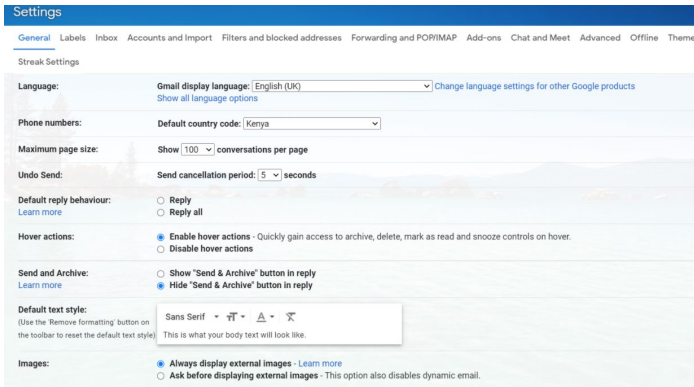 Settings
General Labels Inbox Accounts and Import Filters and blocked addresses Forwarding and POP/IMAP Add-ons Chat and Meet Advanced Offline Theme
Streak Settings
Language: Gmail display language: English (UK) Change language settings for other Google products
Show all language options
Phone numbers: Default country code: Kenya
Maximum page size: Show 100 conversations per page
Undo Send: Send cancellation period: 5 seconds
Default reply behaviour: Reply
Learn more Reply all
Hover actions: Enable hover actions - Quickly gain access to archive, delete, mark as read and snooze controls on hover.
Disable hover actions
Send and Archive: Show "Send & Archive" button in reply
Learn more Hide "Send & Archive" button in reply
Default text style: Sans Serif
(Use the 'Remove formatting' button on
the toolbar to reset the default text style) This is what your body text will look like.
Images: Always display external images - Learn more
Ask before displaying external images - This option also disables dynamic email.